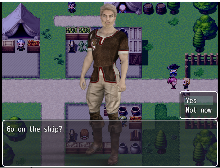 Yes
Not now
Go on the ship?